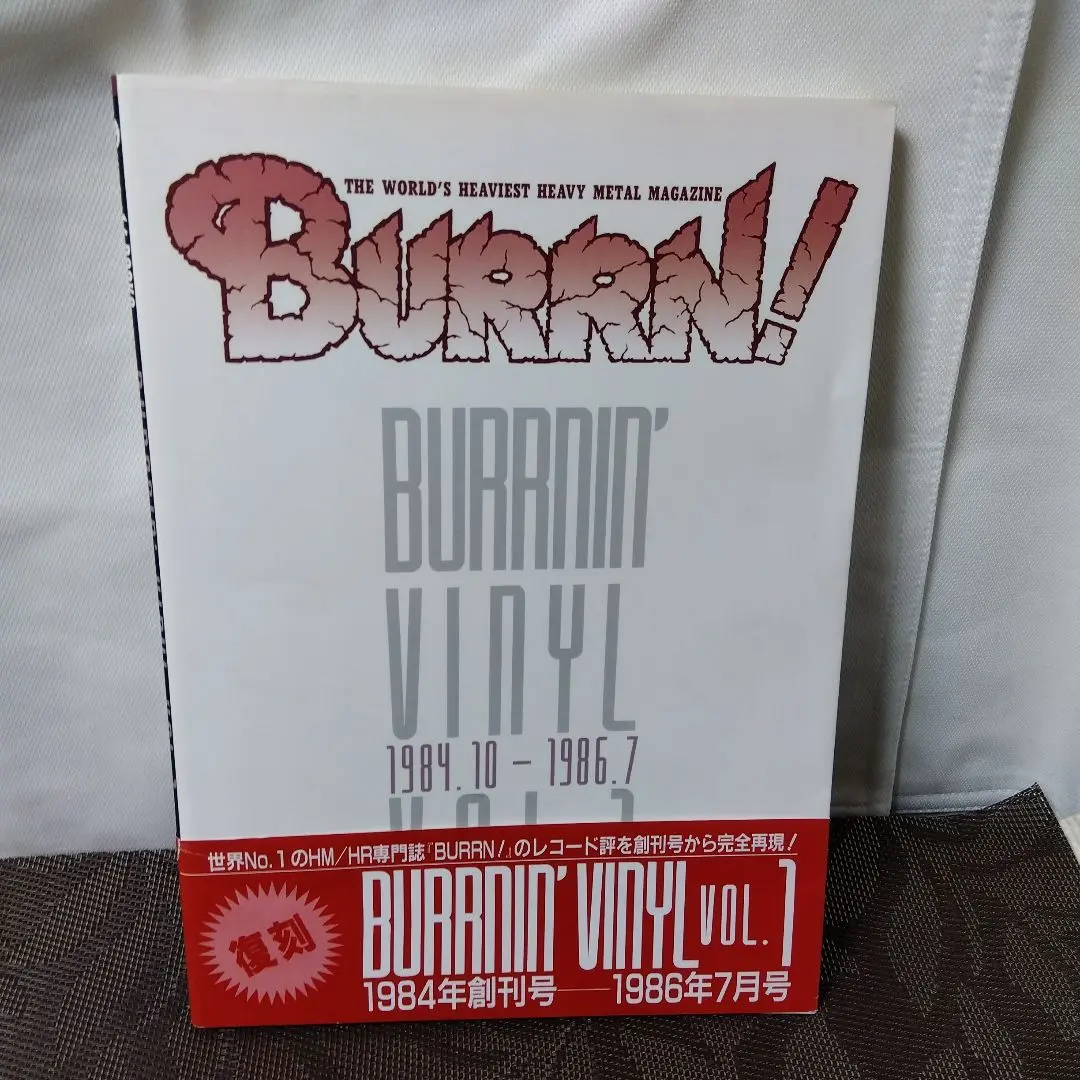 THE WORLD'S HEAVIEST HEAVY METAL MAGAZINE
BURRN!
BURRNIN'
VINYL
1984.10 - 1986.7
世界No.1のHM/HR専門誌『BURRN!』のレコード評を創刊号から完全再現!
復刻
BURRNIN' VINYL VOL.1
1984年創刊号──1986年7月号